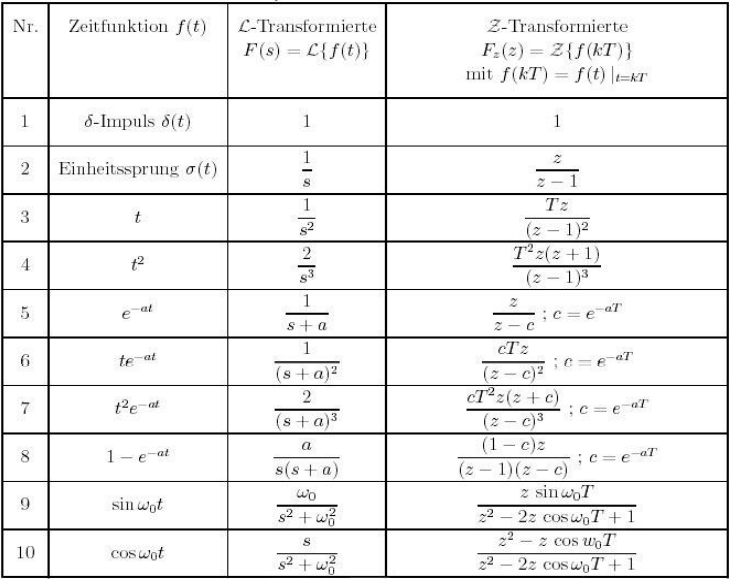 Nr. Zeitfunktion f(t) ℒ-Transformierte 𝒵-Transformierte
F(s) = ℒ{f(t)} F_z(z) = 𝒵{f(kT)}
mit f(kT) = f(t) |_{t=kT}
1 δ-Impuls δ(t) 1 1
2 Einheitssprung σ(t) 1/s z/(z − 1)
3 t 1/s² Tz/(z − 1)²
4 t² 2/s³ T²z(z + 1)/(z − 1)³
5 e^{−at} 1/(s + a) z/(z − c) ; c = e^{−aT}
6 te^{−at} 1/(s + a)² cTz/(z − c)² ; c = e^{−aT}
7 t²e^{−at} 2/(s + a)³ cT²z(z + c)/(z − c)³ ; c = e^{−aT}
8 1 − e^{−at} a/(s(s + a)) (1 − c)z/((z − 1)(z − c)) ; c = e^{−aT}
9 sin ω₀t ω₀/(s² + ω₀²) z sin ω₀T/(z² − 2z cos ω₀T + 1)
10 cos ω₀t s/(s² + ω₀²) (z² − z cos w₀T)/(z² − 2z cos ω₀T + 1)